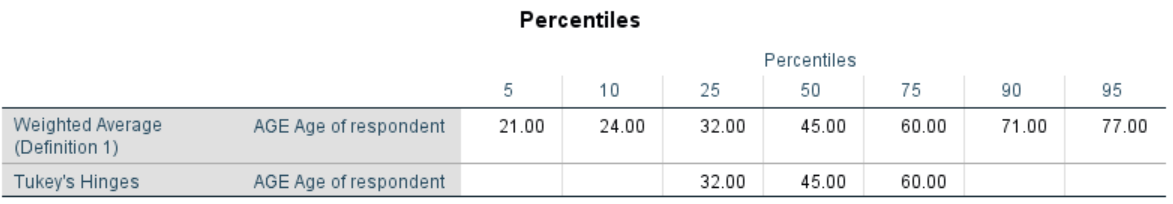 Percentiles
Percentiles
5 10 25 50 75 90 95
Weighted Average (Definition 1) AGE Age of respondent 21.00 24.00 32.00 45.00 60.00 71.00 77.00
Tukey's Hinges AGE Age of respondent 32.00 45.00 60.00